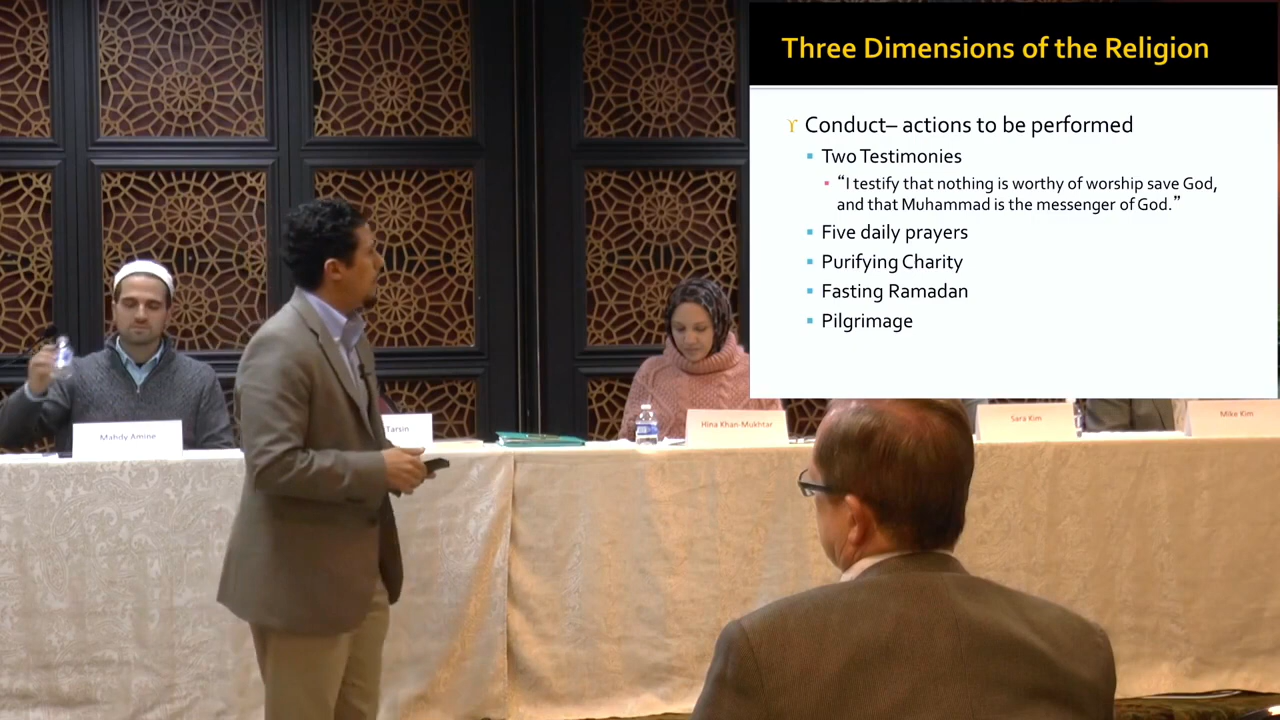 Three Dimensions of the Religion
Conduct– actions to be performed
Two Testimonies
“I testify that nothing is worthy of worship save God,
and that Muhammad is the messenger of God.”
Five daily prayers
Purifying Charity
Fasting Ramadan
Pilgrimage
Mahdy Amine
Tarsin
Hina Khan-Mukhtar
Sara Kim
Mike Kim